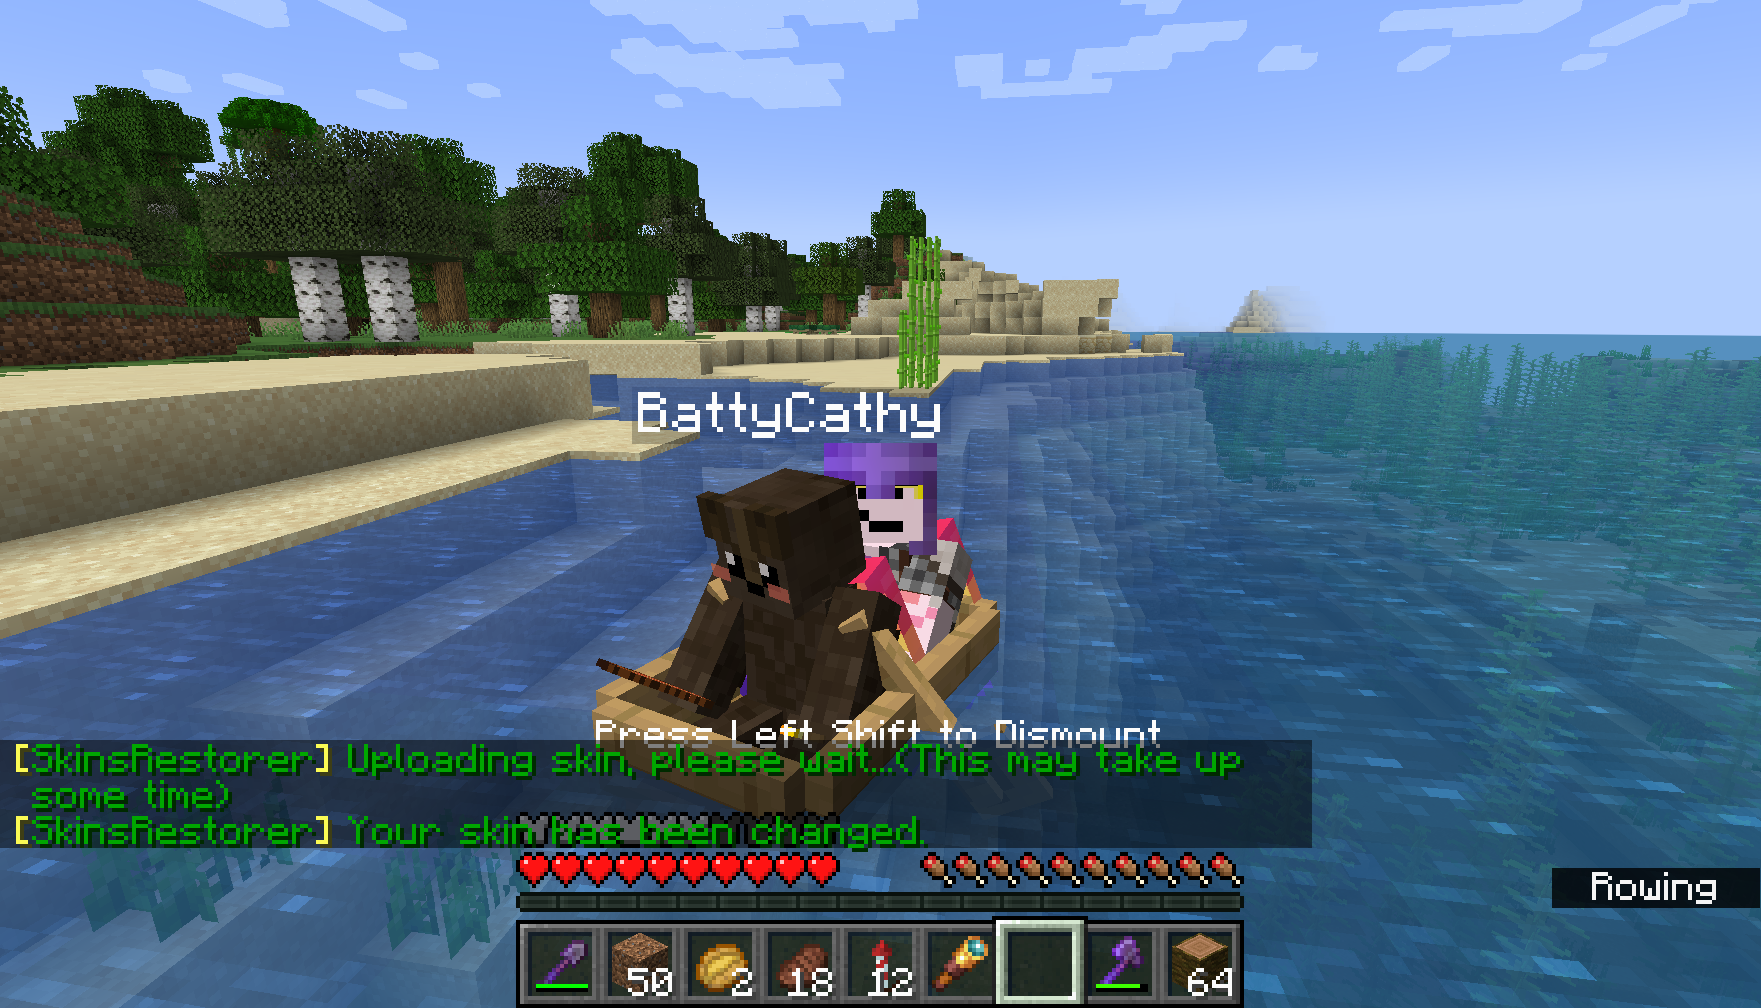 BattyCathy
Press Left Shift to Dismount
[SkinsRestorer] Uploading skin, please wait...(This may take up
some time)
[SkinsRestorer] Your skin has been changed.
Rowing
50
2
18
12
64